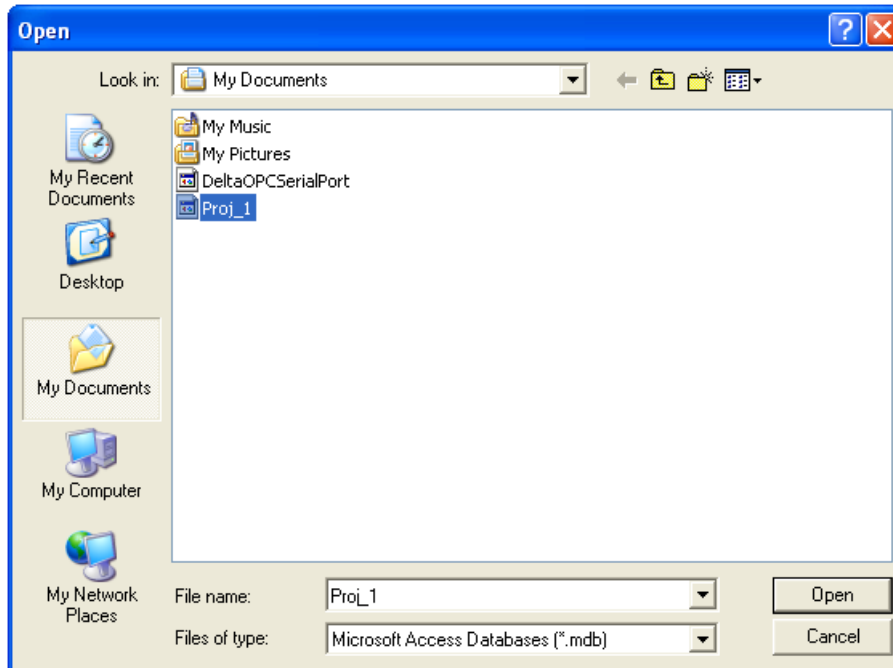 Open
Look in: My Documents
My Recent
Documents
Desktop
My Documents
My Computer
My Network
Places
My Music
My Pictures
DeltaOPCSerialPort
Proj_1
File name: Proj_1 Open
Files of type: Microsoft Access Databases (*.mdb) Cancel